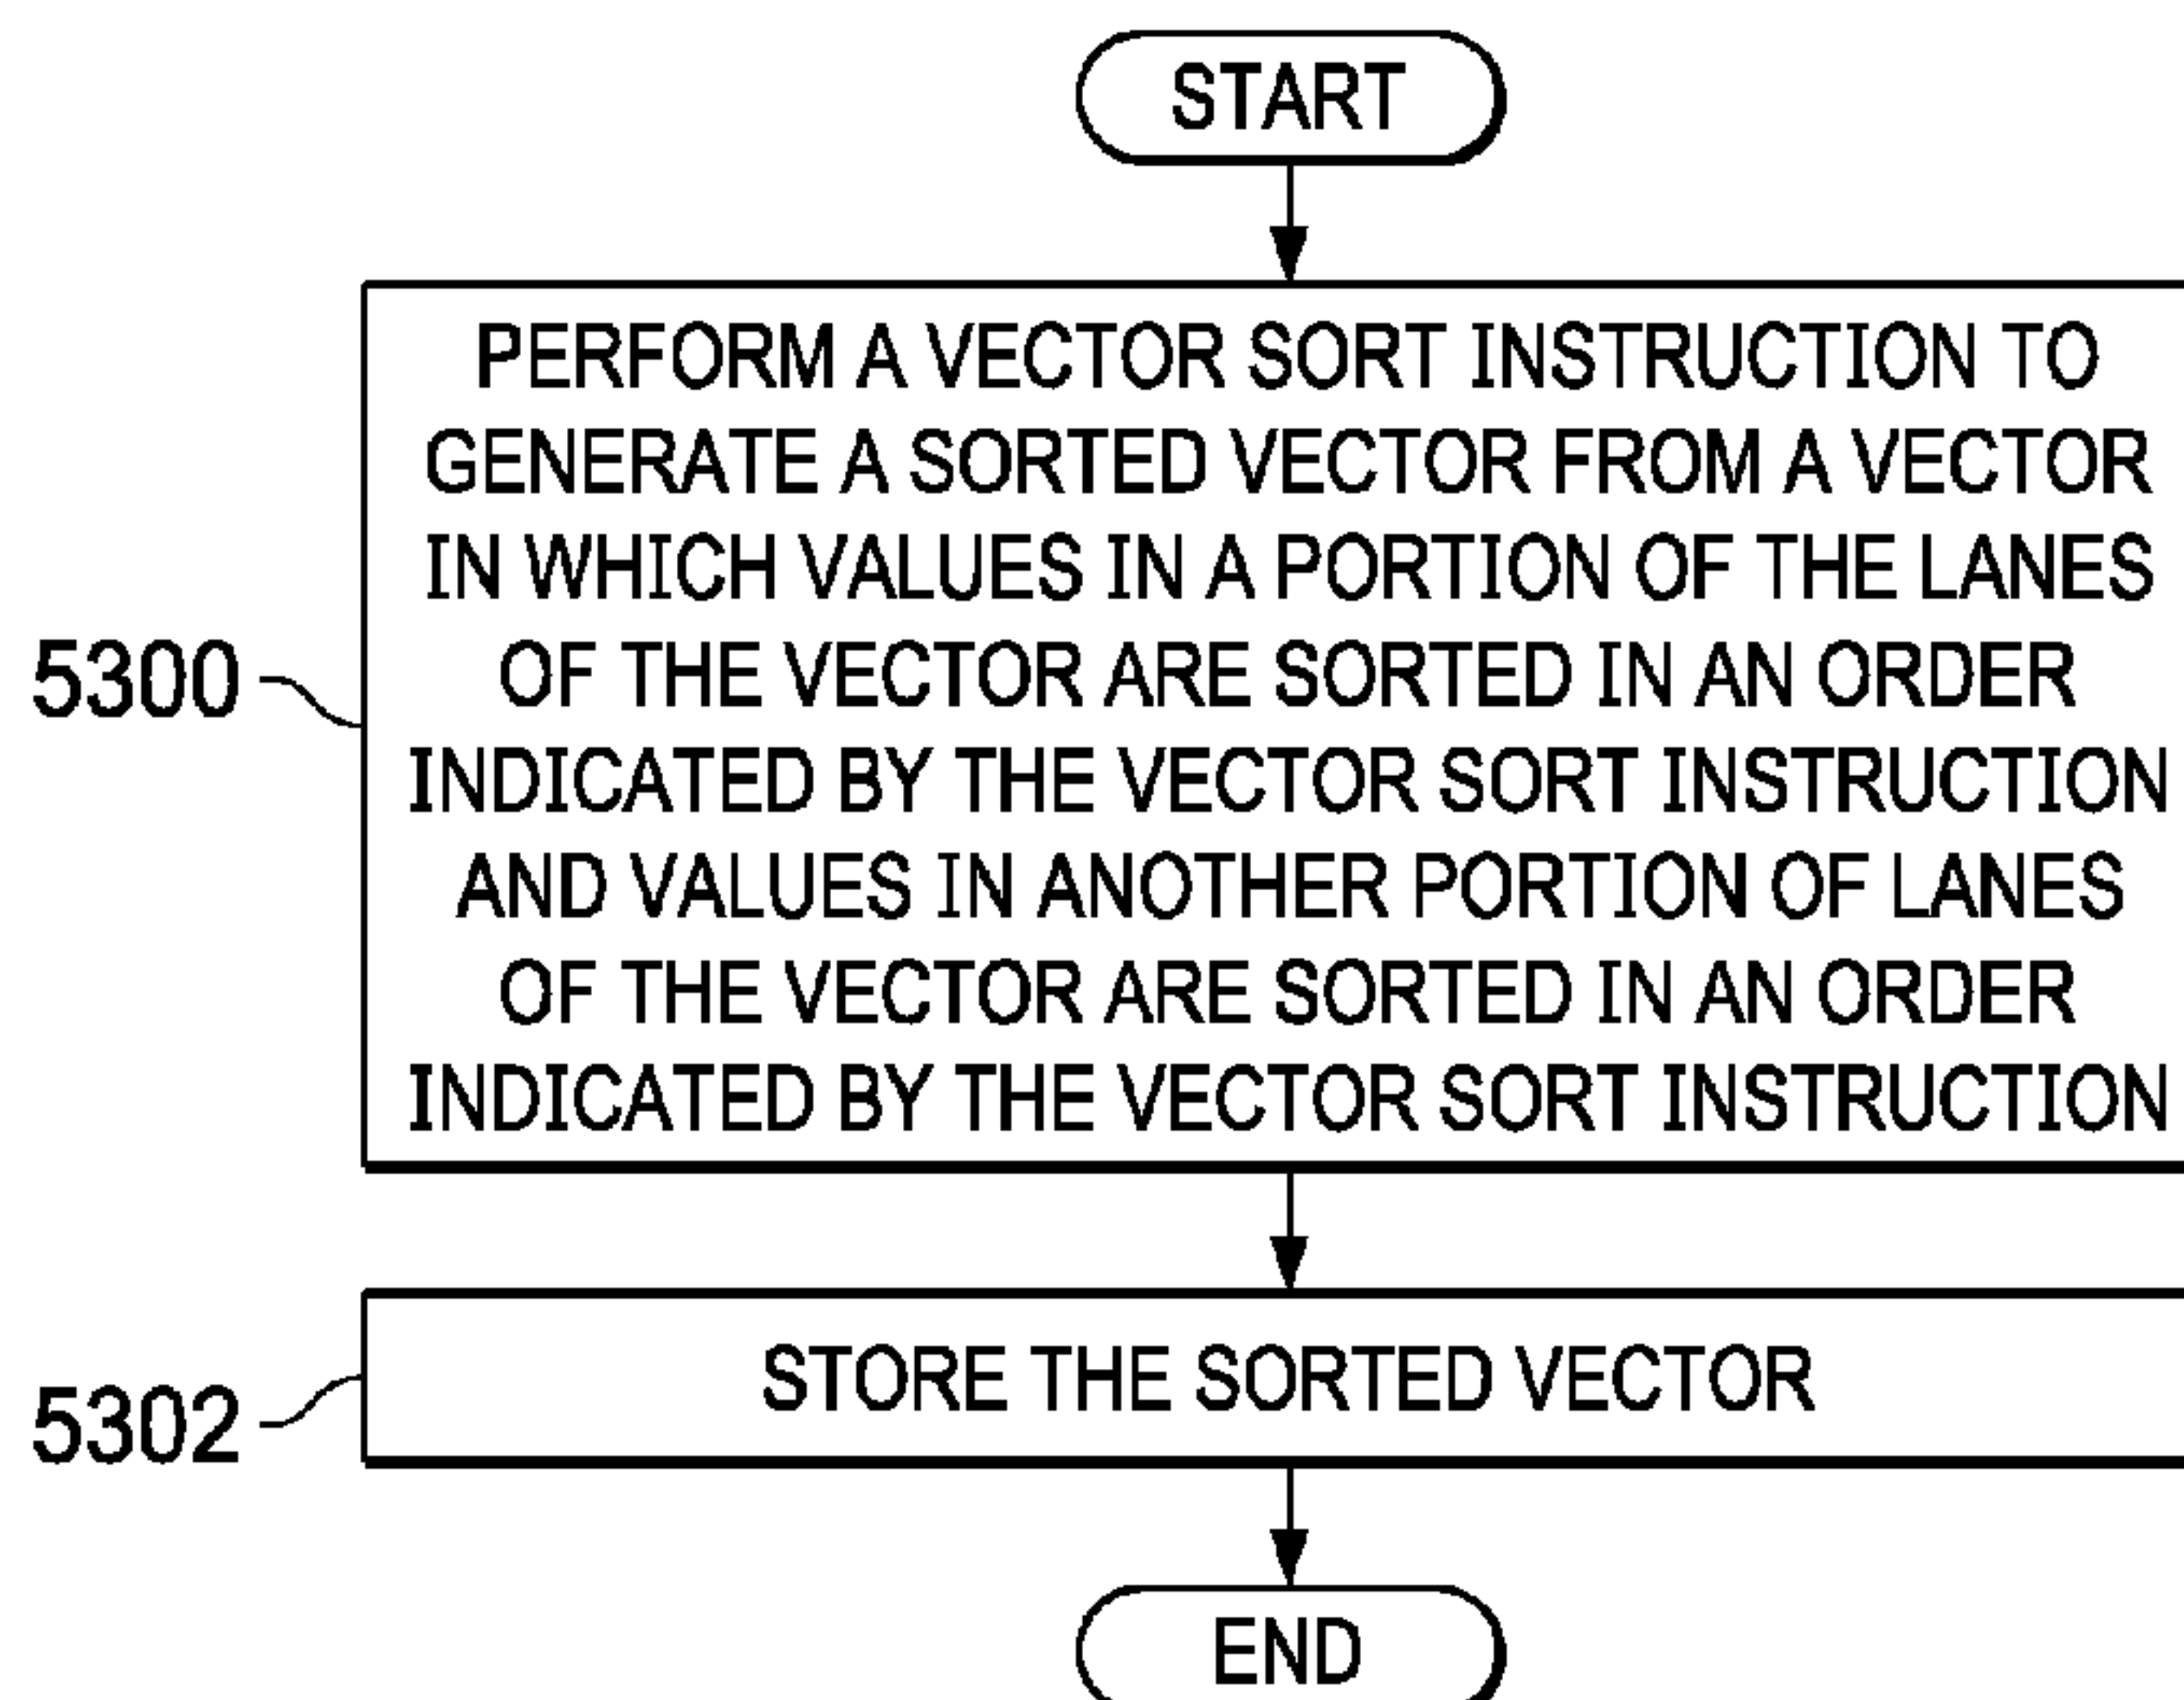 START
PERFORM A VECTOR SORT INSTRUCTION TO
GENERATE A SORTED VECTOR FROM A VECTOR
IN WHICH VALUES IN A PORTION OF THE LANES
OF THE VECTOR ARE SORTED IN AN ORDER
INDICATED BY THE VECTOR SORT INSTRUCTION
AND VALUES IN ANOTHER PORTION OF LANES
OF THE VECTOR ARE SORTED IN AN ORDER
INDICATED BY THE VECTOR SORT INSTRUCTION
5300
STORE THE SORTED VECTOR
5302
END